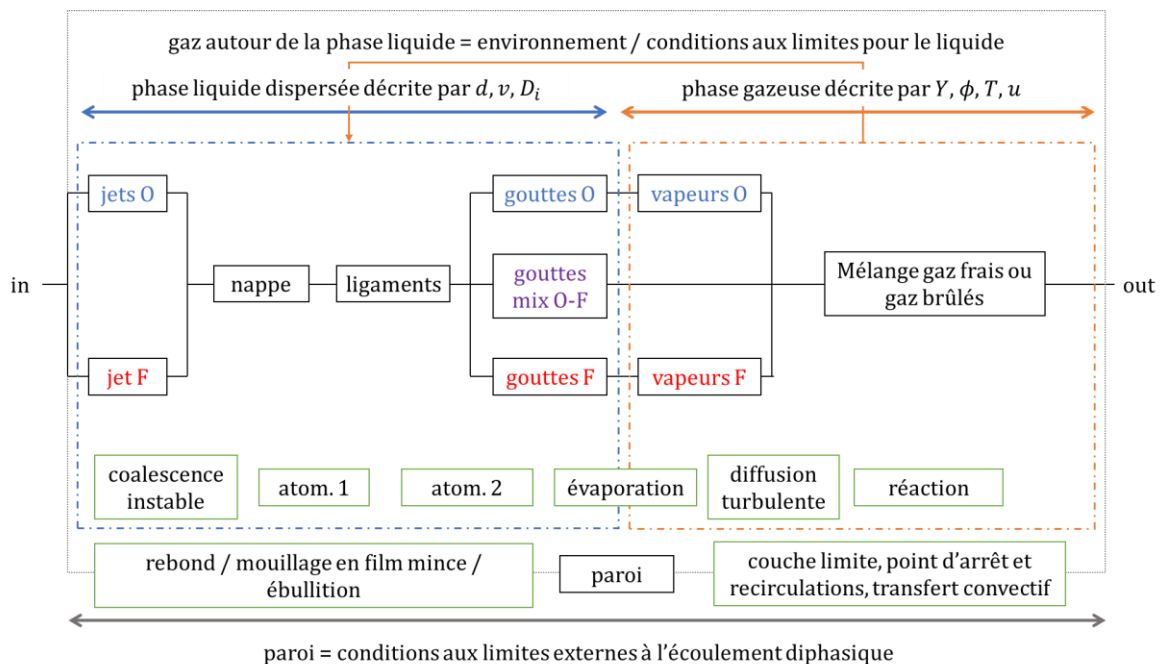 gaz autour de la phase liquide = environnement / conditions aux limites pour le liquide
phase liquide dispersée décrite par d, v, D_i
phase gazeuse décrite par Y, ϕ, T, u
jets O
gouttes O
vapeurs O
in
nappe
ligaments
gouttes
mix O-F
Mélange gaz frais ou
gaz brûlés
out
jet F
gouttes F
vapeurs F
coalescence
instable
atom. 1
atom. 2
évaporation
diffusion
turbulente
réaction
rebond / mouillage en film mince /
ébullition
paroi
couche limite, point d'arrêt et
recirculations, transfert convectif
paroi = conditions aux limites externes à l'écoulement diphasique